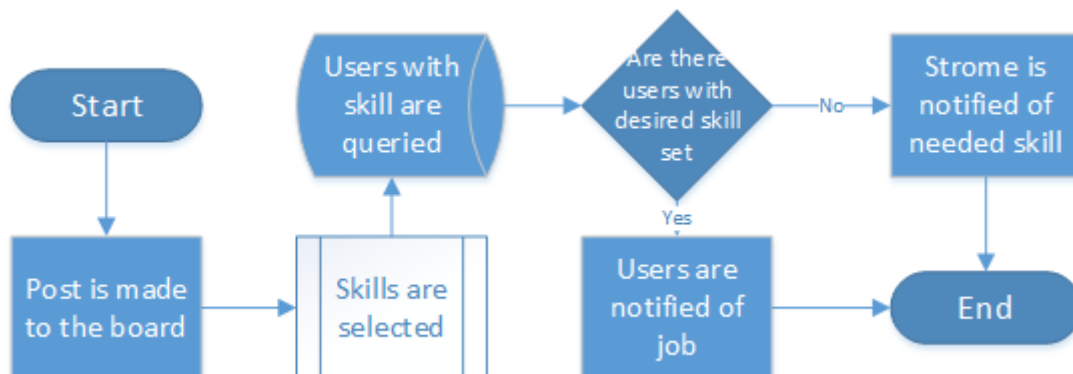 Start
Post is made
to the board
Skills are
selected
Users with
skill are
queried
Are there
users with
desired skill
set
No
Strome is
notified of
needed skill
Yes
Users are
notified of
job
End